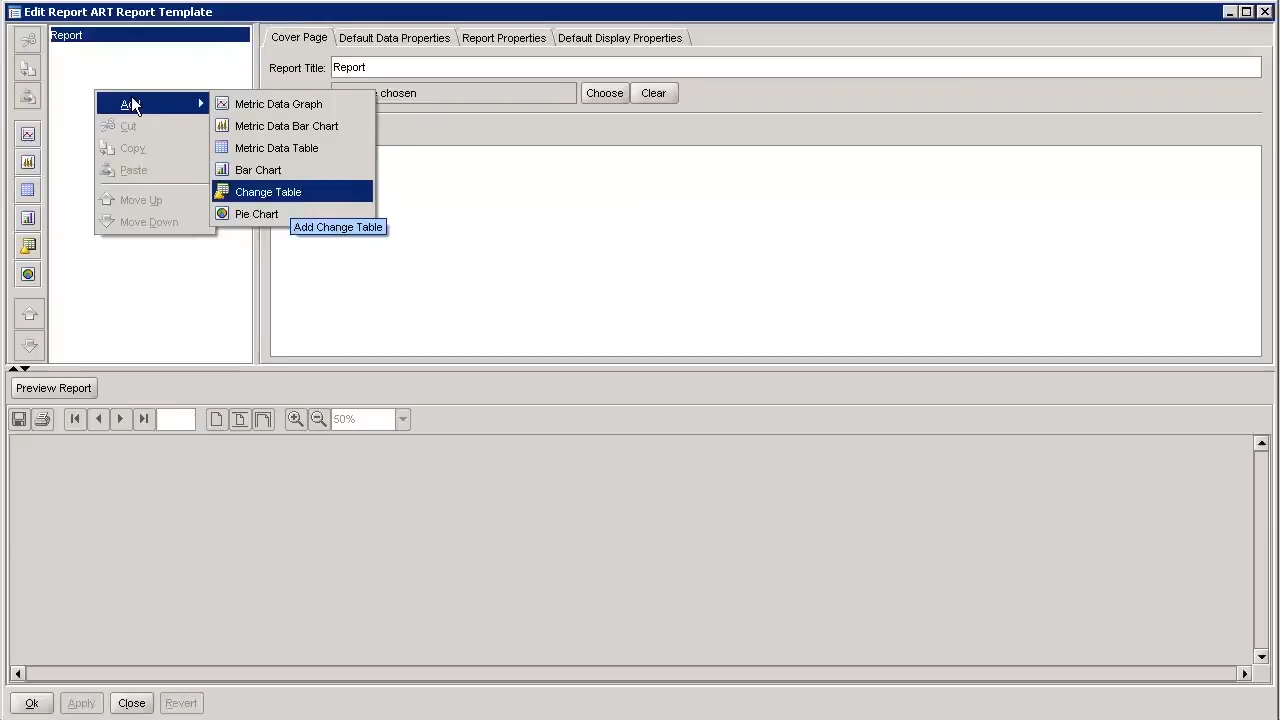 Edit Report ART Report Template
Report
Cover Page
Default Data Properties
Report Properties
Default Display Properties
Report Title:
Report
chosen
Choose
Clear
Cut
Copy
Paste
Move Up
Move Down
Metric Data Graph
Metric Data Bar Chart
Metric Data Table
Bar Chart
Change Table
Pie Chart
Add Change Table
Preview Report
50%
Ok
Apply
Close
Revert